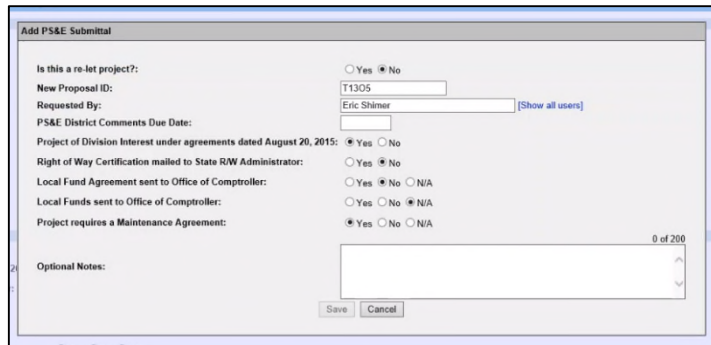 Add PS&E Submittal
Is this a re-let project?: Yes No
New Proposal ID: T13O5
Requested By: Eric Shimer [Show all users]
PS&E District Comments Due Date:
Project of Division Interest under agreements dated August 20, 2015: Yes No
Right of Way Certification mailed to State R/W Administrator: Yes No
Local Fund Agreement sent to Office of Comptroller: Yes No N/A
Local Funds sent to Office of Comptroller: Yes No N/A
Project requires a Maintenance Agreement: Yes No N/A
0 of 200
Optional Notes:
Save Cancel